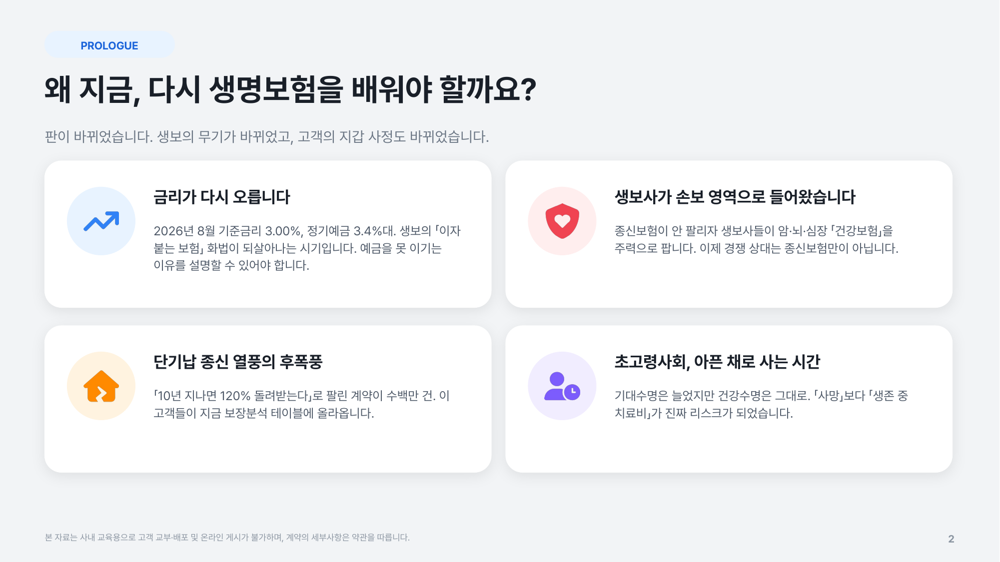 PROLOGUE
왜 지금, 다시 생명보험을 배워야 할까요?
판이 바뀌었습니다. 생보의 무기가 바뀌었고, 고객의 지갑 사정도 바뀌었습니다.
금리가 다시 오릅니다
2026년 8월 기준금리 3.00%, 정기예금 3.4%대. 생보의 「이자
붙는 보험」 화법이 되살아나는 시기입니다. 예금을 못 이기는
이유를 설명할 수 있어야 합니다.
생보사가 손보 영역으로 들어왔습니다
종신보험이 안 팔리자 생보사들이 암·뇌·심장 「건강보험」을
주력으로 팝니다. 이제 경쟁 상대는 종신보험만이 아닙니다.
단기납 종신 열풍의 후폭풍
「10년 지나면 120% 돌려받는다」로 팔린 계약이 수백만 건. 이
고객들이 지금 보장분석 테이블에 올라옵니다.
초고령사회, 아픈 채로 사는 시간
기대수명은 늘었지만 건강수명은 그대로. 「사망」보다 「생존 중
치료비」가 진짜 리스크가 되었습니다.
본 자료는 사내 교육용으로 고객 교부·배포 및 온라인 게시가 불가하며, 계약의 세부사항은 약관을 따릅니다.
2